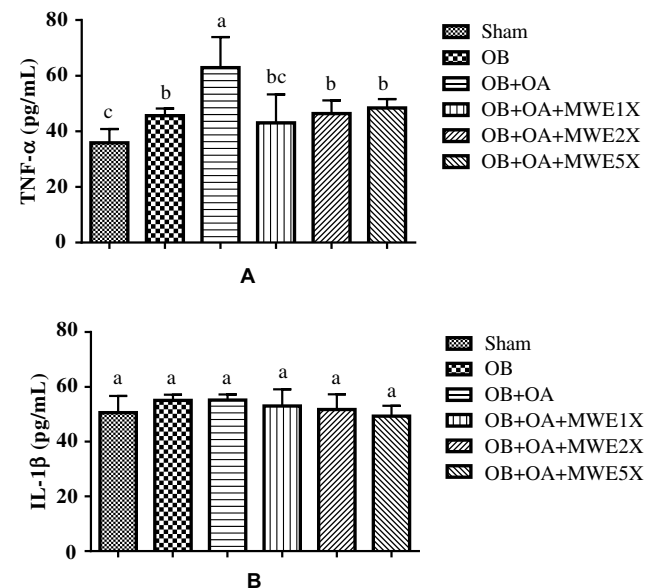 80
60
40
20
0
TNF-α (pg/mL)
c
b
a
bc
b
b
Sham
OB
OB+OA
OB+OA+MWE1X
OB+OA+MWE2X
OB+OA+MWE5X
A
80
60
40
20
0
IL-1β (pg/mL)
a
a
a
a
a
a
Sham
OB
OB+OA
OB+OA+MWE1X
OB+OA+MWE2X
OB+OA+MWE5X
B